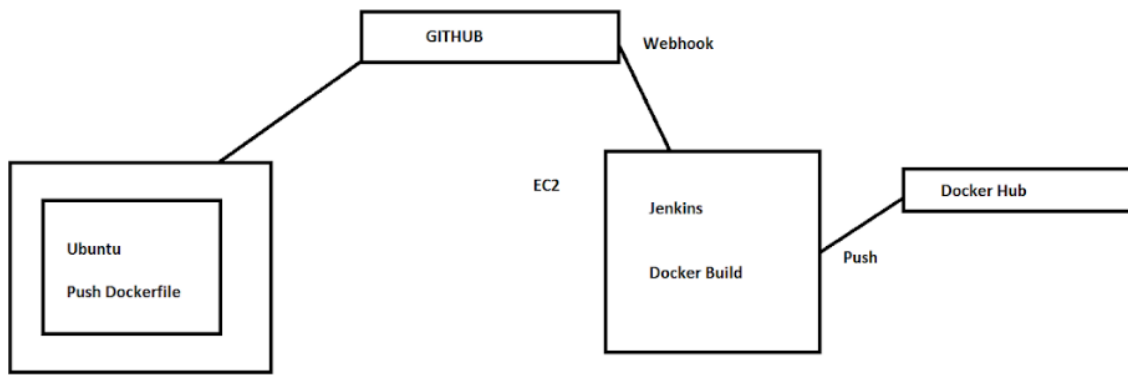 GITHUB
Webhook
EC2
Jenkins
Docker Build
Docker Hub
Push
Ubuntu
Push Dockerfile